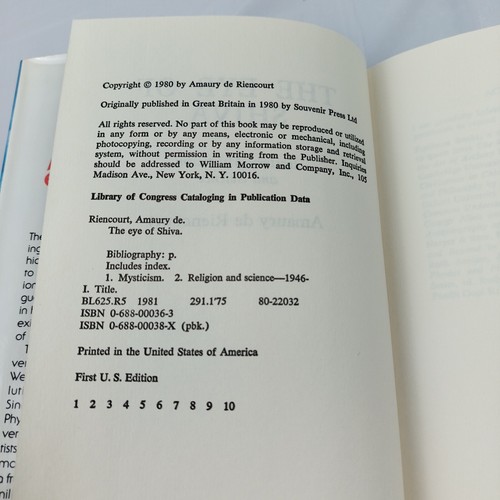 Copyright © 1980 by Amaury de Riencourt
Originally published in Great Britain in 1980 by Souvenir Press Ltd
All rights reserved. No part of this book may be reproduced or utilized
in any form or by any means, electronic or mechanical, including
photocopying, recording or by any information storage and retrieval
system, without permission in writing from the Publisher. Inquiries
should be addressed to William Morrow and Company, Inc., 105
Madison Ave., New York, N. Y. 10016.
Library of Congress Cataloging in Publication Data
Riencourt, Amaury de.
The eye of Shiva.
Bibliography: p.
Includes index.
1. Mysticism. 2. Religion and science—1946-
I. Title.
BL625.R5 1981 291.1'75 80-22032
ISBN 0-688-00036-3
ISBN 0-688-00038-X (pbk.)
Printed in the United States of America
First U. S. Edition
1 2 3 4 5 6 7 8 9 10